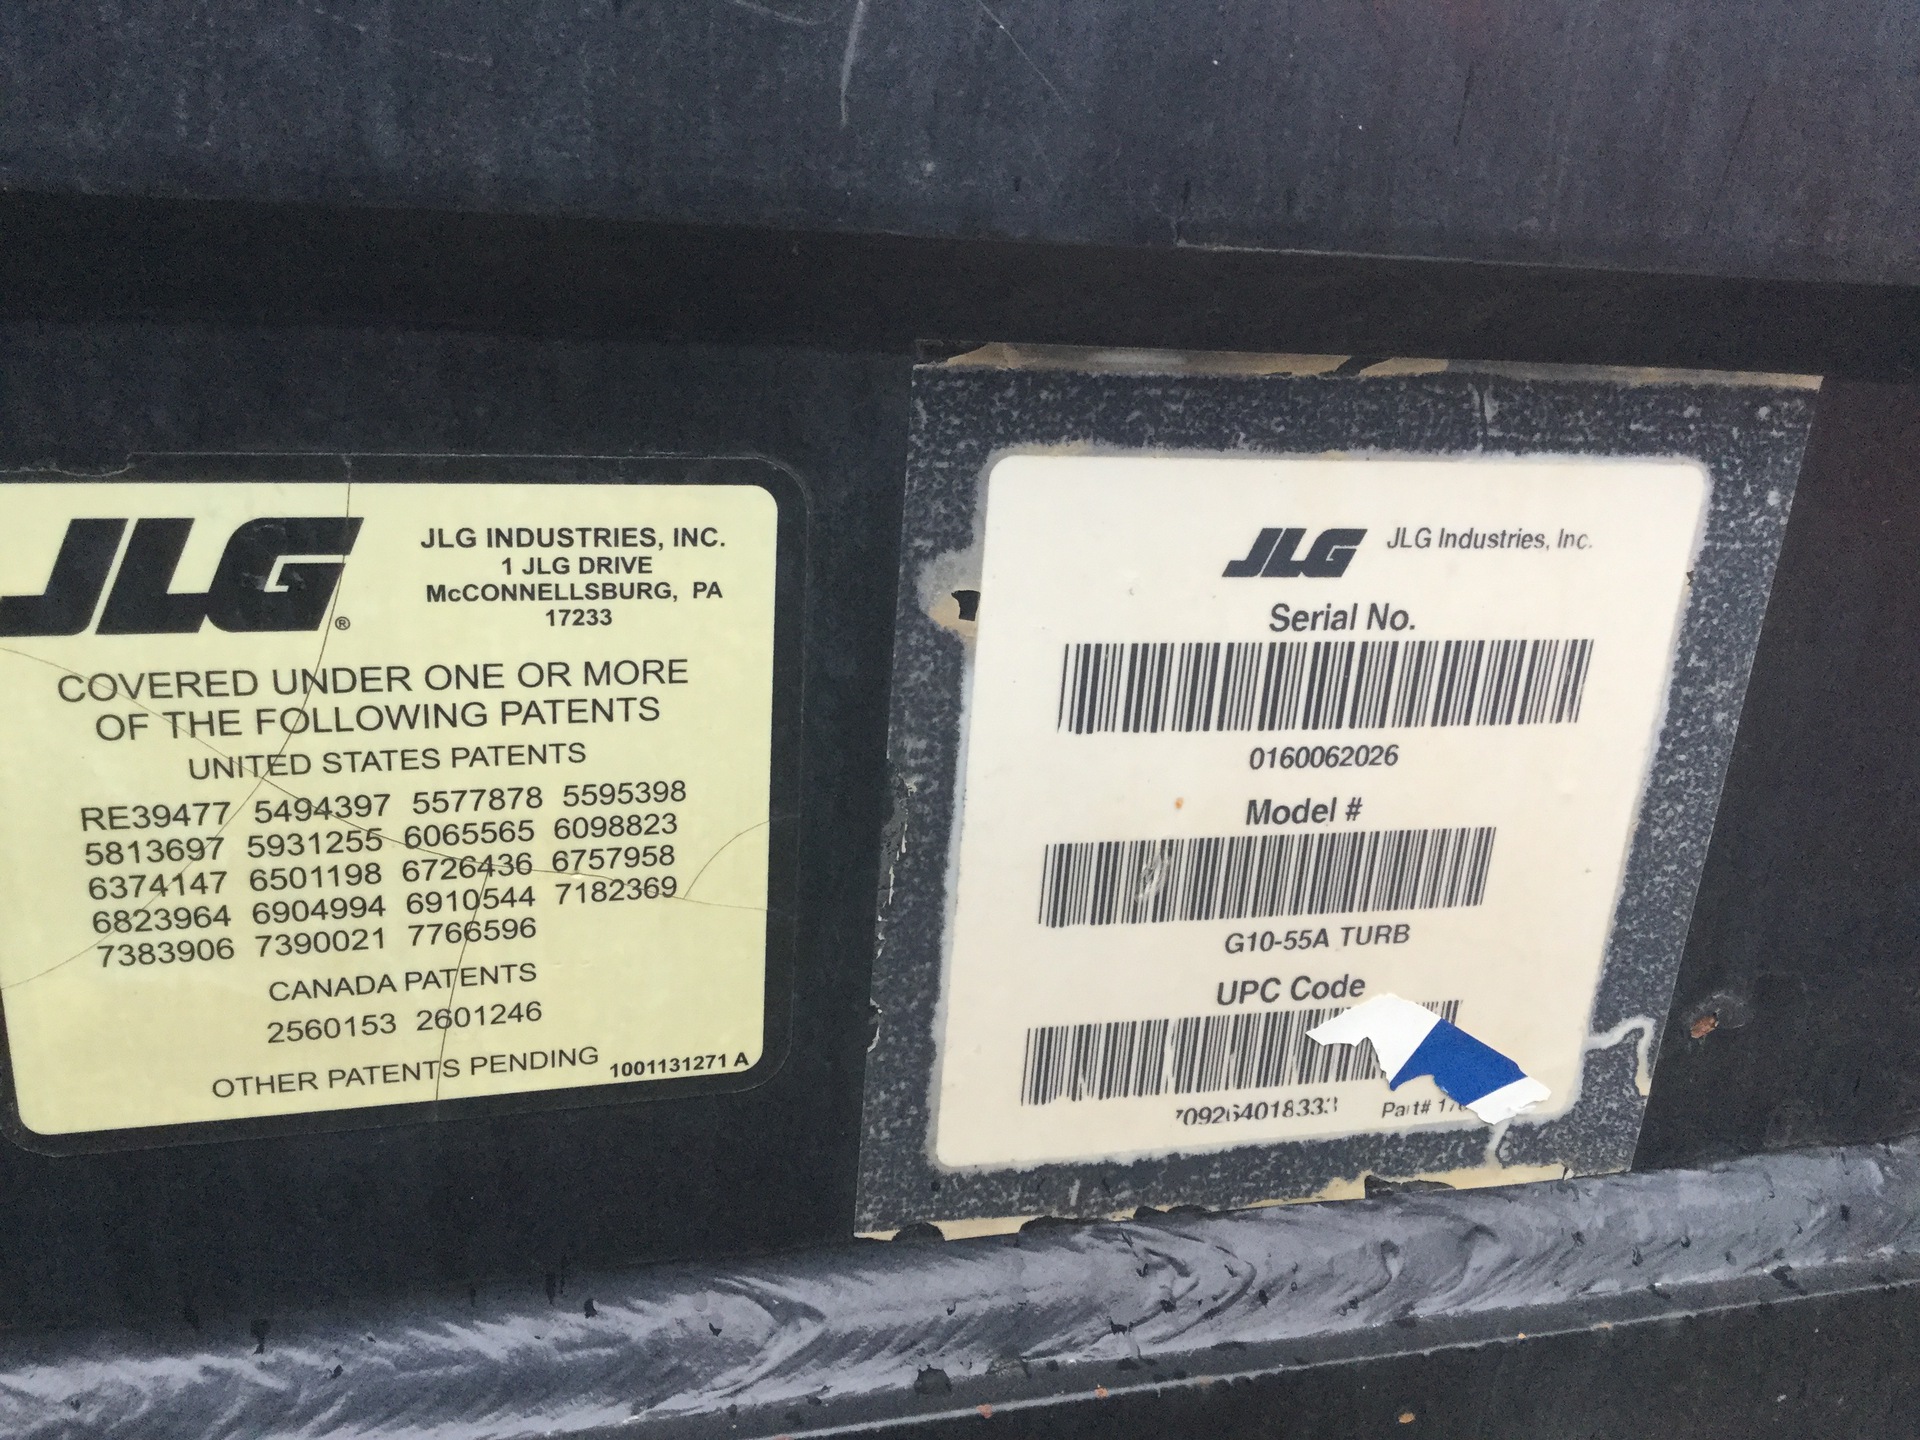 JLG®
JLG INDUSTRIES, INC.
1 JLG DRIVE
McCONNELLSBURG, PA
17233
COVERED UNDER ONE OR MORE
OF THE FOLLOWING PATENTS
UNITED STATES PATENTS
RE39477 5494397 5577878 5595398
5813697 5931255 6065565 6098823
6374147 6501198 6726436 6757958
6823964 6904994 6910544 7182369
7383906 7390021 7766596
CANADA PATENTS
2560153 2601246
OTHER PATENTS PENDING 1001131271 A
JLG JLG Industries, Inc.
Serial No.
0160062026
Model #
G10-55A TURB
UPC Code
709264018333
Part#